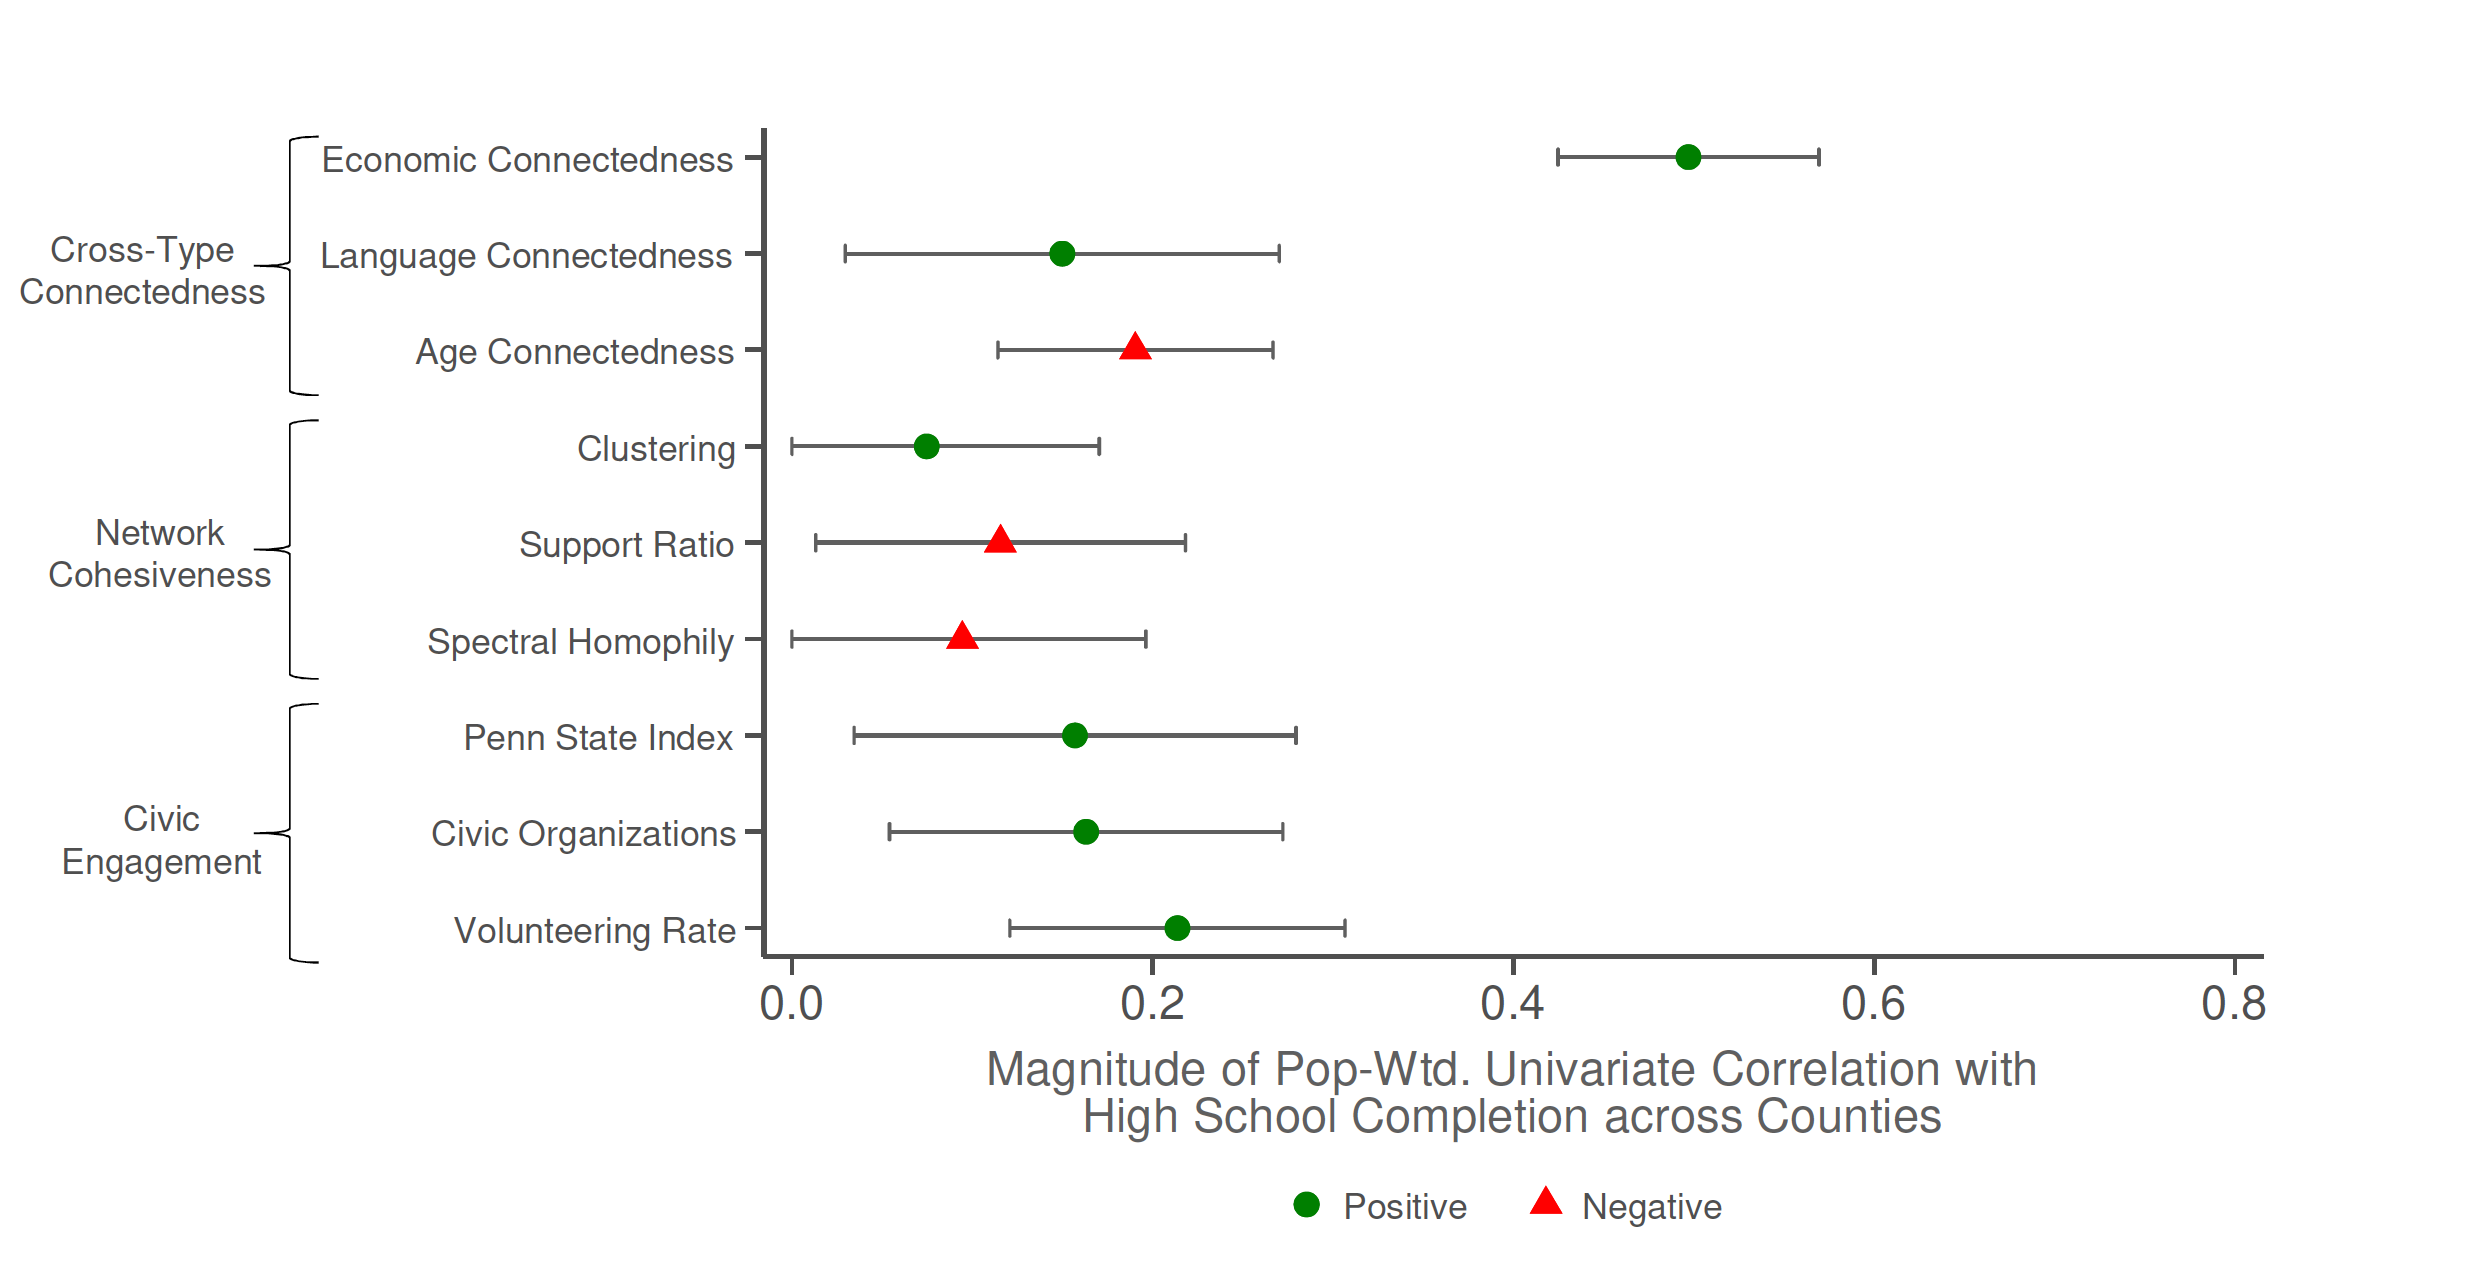 Cross-Type
Connectedness
Economic Connectedness
Language Connectedness
Age Connectedness
Network
Cohesiveness
Clustering
Support Ratio
Spectral Homophily
Civic
Engagement
Penn State Index
Civic Organizations
Volunteering Rate
0.0 0.2 0.4 0.6 0.8
Magnitude of Pop-Wtd. Univariate Correlation with
High School Completion across Counties
Positive Negative